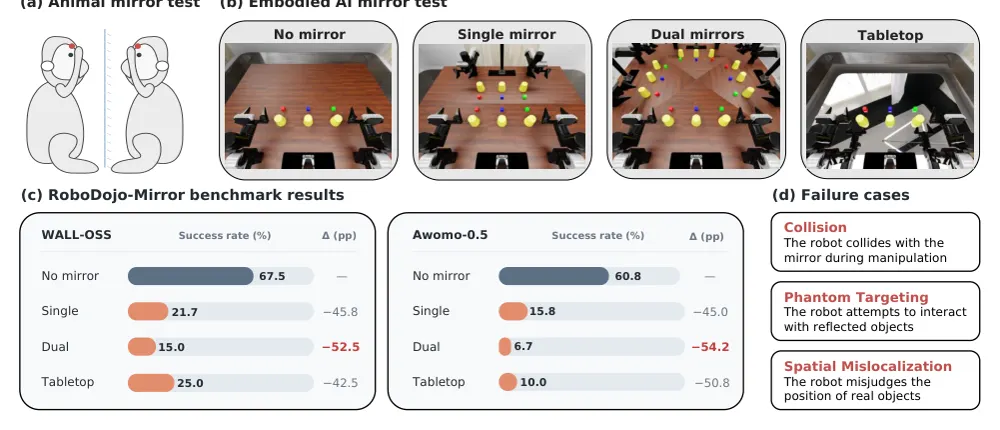 (a) Animal mirror test
(b) Embodied AI mirror test
No mirror
Single mirror
Dual mirrors
Tabletop
(c) RoboDojo-Mirror benchmark results
WALL-OSS Success rate (%) Δ (pp)
No mirror 67.5 —
Single 21.7 −45.8
Dual 15.0 −52.5
Tabletop 25.0 −42.5
Awomo-0.5 Success rate (%) Δ (pp)
No mirror 60.8 —
Single 15.8 −45.0
Dual 6.7 −54.2
Tabletop 10.0 −50.8
(d) Failure cases
Collision
The robot collides with the
mirror during manipulation
Phantom Targeting
The robot attempts to interact
with reflected objects
Spatial Mislocalization
The robot misjudges the
position of real objects